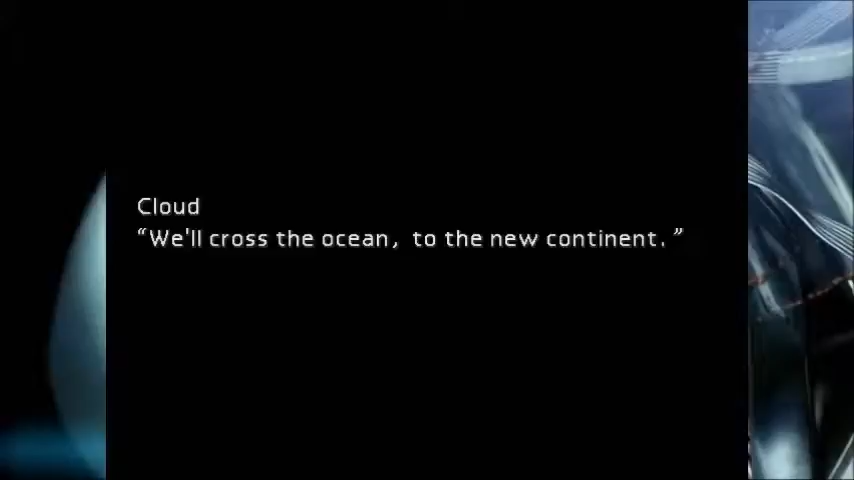 Cloud
“We'll cross the ocean, to the new continent. ”